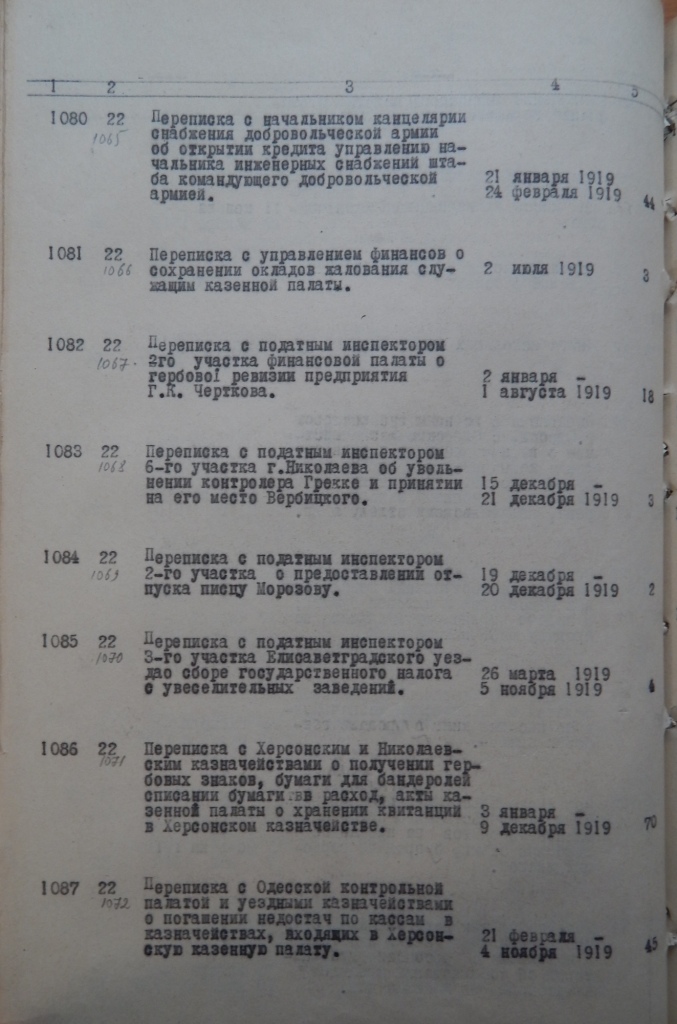 1 2 3 4 5
1080 22 Переписка с начальником канцелярии
1065 снабжения добровольческой армии
об открытии кредита управлению на-
чальника инженерных снабжений шта- 21 января 1919
ба командующего добровольческой 24 февраля 1919 44
армией.
1081 22 Переписка с управлением финансов о
1066 сохранении окладов жалования слу- 2 июля 1919 3
жащим казенной палаты.
1082 22 Переписка с податным инспектором
1067. 2го участка финансовой палаты о
гербовоі ревизии предприятия 2 января -
Г.К. Черткова. 1 августа 1919 18
1083 22 Переписка с податным инспектором
1068 6-го участка г.Николаева об уволь-
нении контролера Грекке и принятии 15 декабря -
на его место Вербицкого. 21 декабря 1919 3
1084 22 Переписка с податным инспектором
1069 2-го участка о предоставлений от- 19 декабря -
пуска писцу Морозову. 20 декабря 1919 2
1085 22 Переписка с податным инспектором
1070 3-го участка Елисаветградского уез-
дао сборе государственного налога 26 марта 1919
с увеселительных заведений. 5 ноября 1919 4
1086 22 Переписка с Херсонским и Николаев-
1071 ским казначействами о получении гер-
бовых знаков, бумаги для бандеролей
списании бумаги в расход, акты ка-
зенной палаты о хранении квитанций 3 января -
в Херсонском казначействе. 9 декабря 1919 70
1087 22 Переписка с Одесской контрольной
1072 палатой и уездными казначействами
о погашении недостач по кассам в
казначействах, входящих в Херсон- 21 февраля -
скую казенную палату. 4 ноября 1919 45